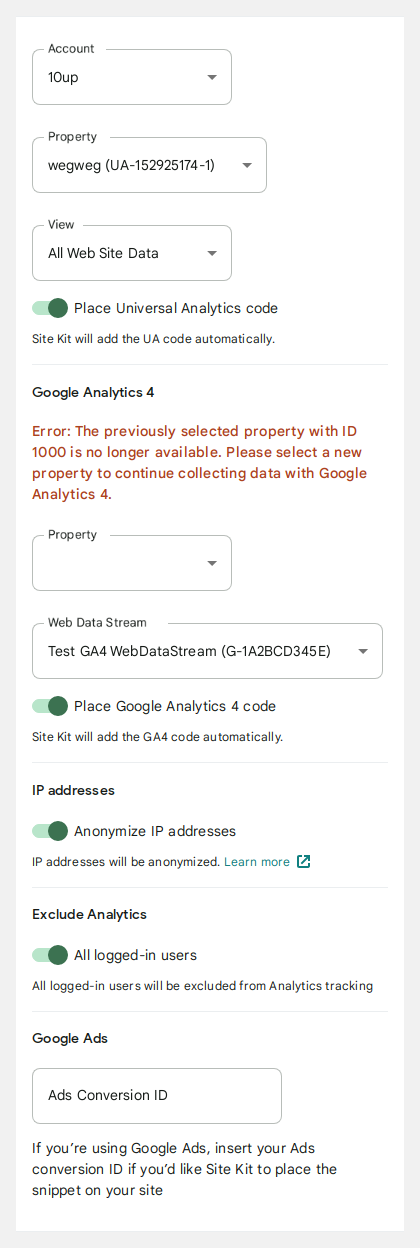 Account
10up
Property
wegweg (UA-152925174-1)
View
All Web Site Data
Place Universal Analytics code
Site Kit will add the UA code automatically.
Google Analytics 4
Error: The previously selected property with ID
1000 is no longer available. Please select a new
property to continue collecting data with Google
Analytics 4.
Property
Web Data Stream
Test GA4 WebDataStream (G-1A2BCD345E)
Place Google Analytics 4 code
Site Kit will add the GA4 code automatically.
IP addresses
Anonymize IP addresses
IP addresses will be anonymized. Learn more
Exclude Analytics
All logged-in users
All logged-in users will be excluded from Analytics tracking
Google Ads
Ads Conversion ID
If you’re using Google Ads, insert your Ads
conversion ID if you’d like Site Kit to place the
snippet on your site